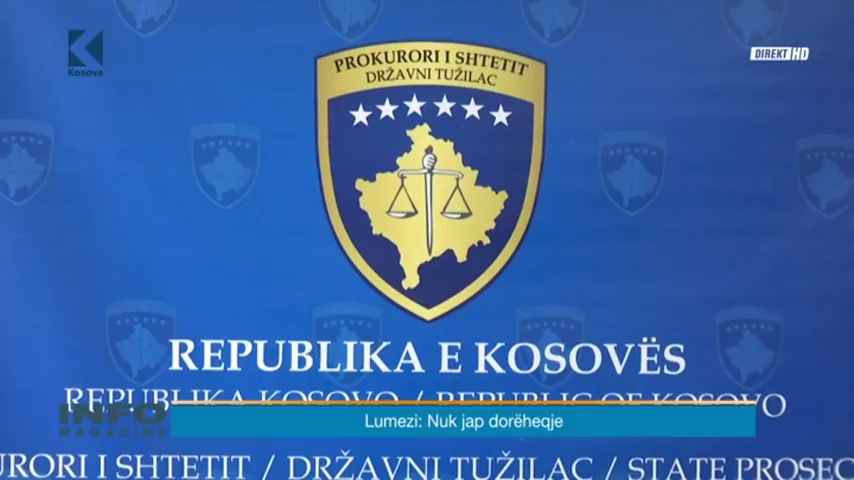 K
Kosova
DIREKT HD
PROKURORI I SHTETIT
DRŽAVNI TUŽILAC
REPUBLIKA E KOSOVËS
REPUBLIKA KOSOVO / REPUBLIC OF KOSOVO
INFO
MAGAZINE
Lumezi: Nuk jap dorëheqje
URORI I SHTETIT / DRŽAVNI TUŽILAC / STATE PROSEC